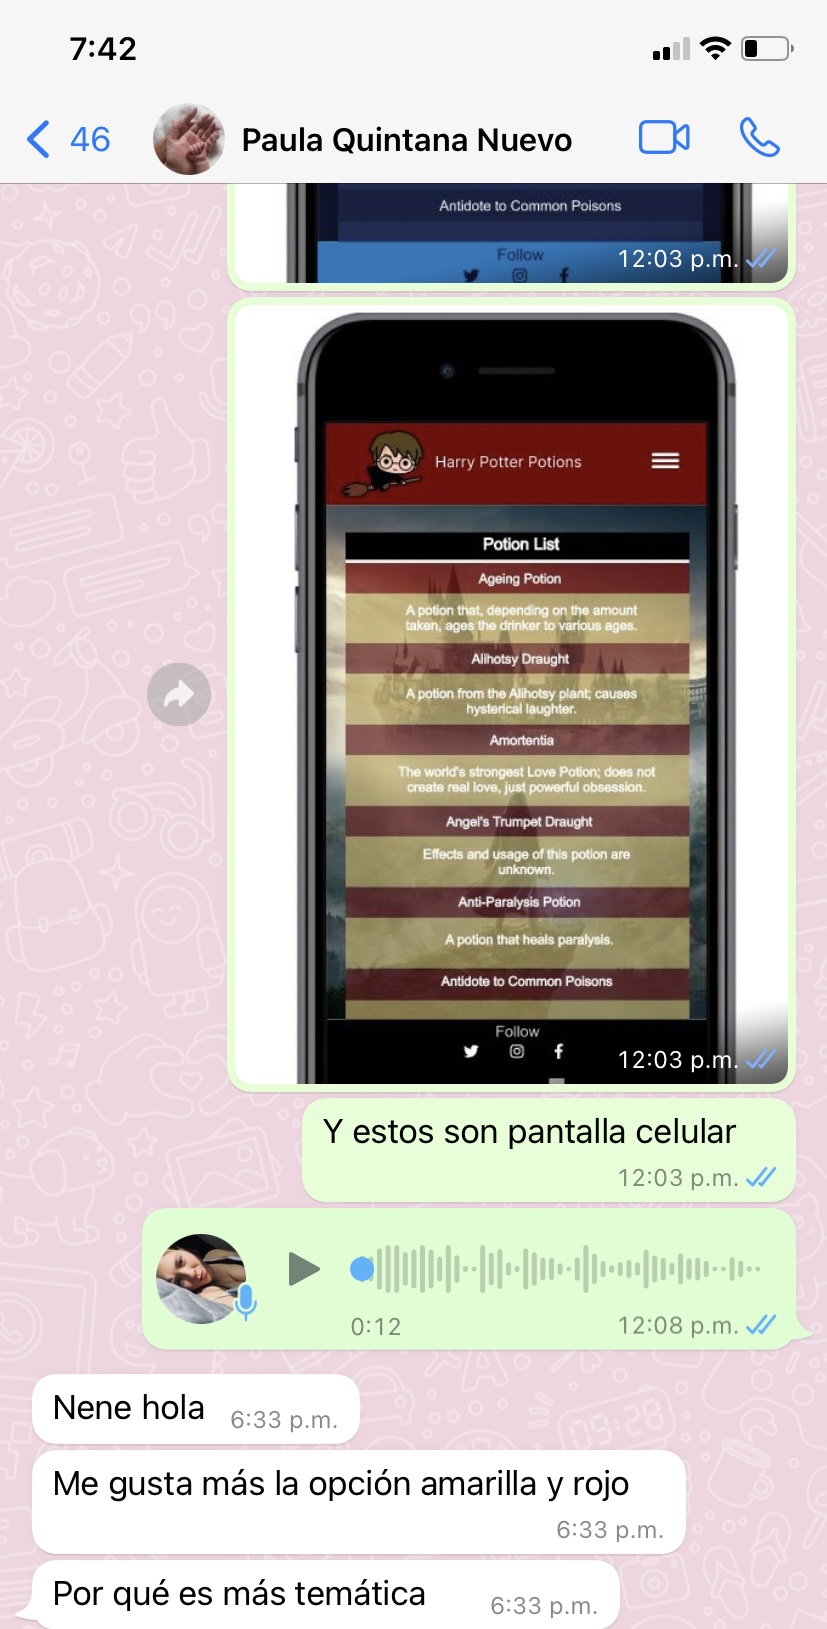 7:42
46
Paula Quintana Nuevo
Antidote to Common Poisons
Follow
12:03 p.m.
Harry Potter Potions
Potion List
Ageing Potion
A potion that, depending on the amount
taken, ages the drinker to various ages.
Alihotsy Draught
A potion from the Alihotsy plant; causes
hysterical laughter.
Amortentia
The world's strongest Love Potion; does not
create real love, just powerful obsession.
Angel's Trumpet Draught
Effects and usage of this potion are
unknown.
Anti-Paralysis Potion
A potion that heals paralysis.
Antidote to Common Poisons
Follow
12:03 p.m.
Y estos son pantalla celular
12:03 p.m.
0:12
12:08 p.m.
Nene hola
6:33 p.m.
Me gusta más la opción amarilla y rojo
6:33 p.m.
Por qué es más temática
6:33 p.m.